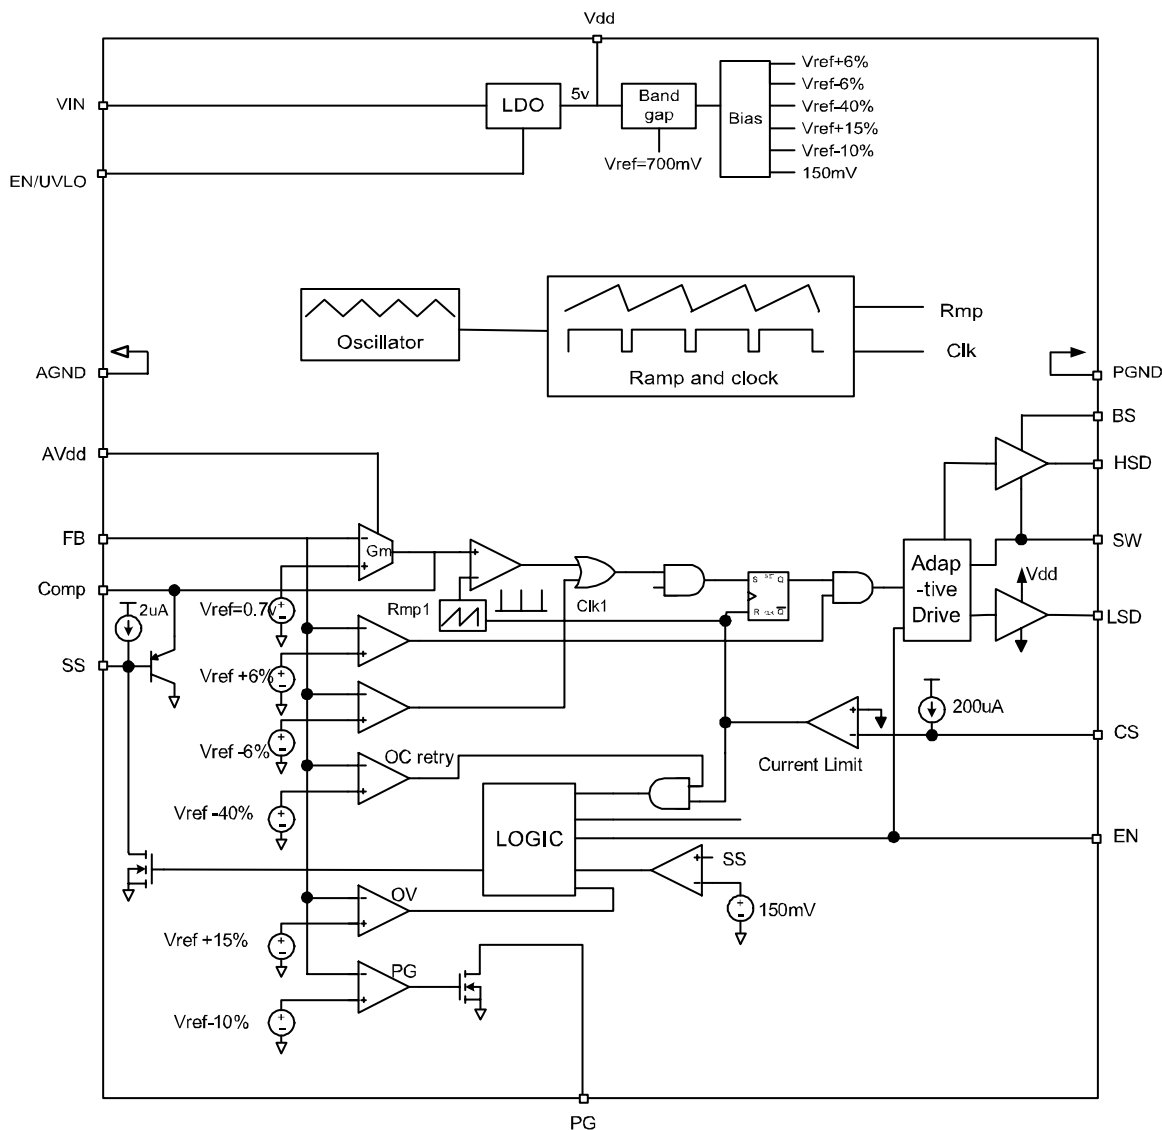 Vdd
VIN
LDO
5v
Band
gap
Bias
Vref+6%
Vref-6%
Vref-40%
Vref+15%
Vref-10%
150mV
Vref=700mV
EN/UVLO
Oscillator
Ramp and clock
Rmp
Clk
AGND
PGND
BS
AVdd
HSD
FB
Gm
SW
Comp
2uA
Vref=0.7v
Rmp1
Clk1
S
Q
R
Q
Adap
-tive
Drive
Vdd
LSD
SS
Vref +6%
200uA
Vref -6%
OC retry
Current Limit
CS
Vref -40%
LOGIC
EN
SS
OV
150mV
Vref +15%
PG
Vref-10%
PG